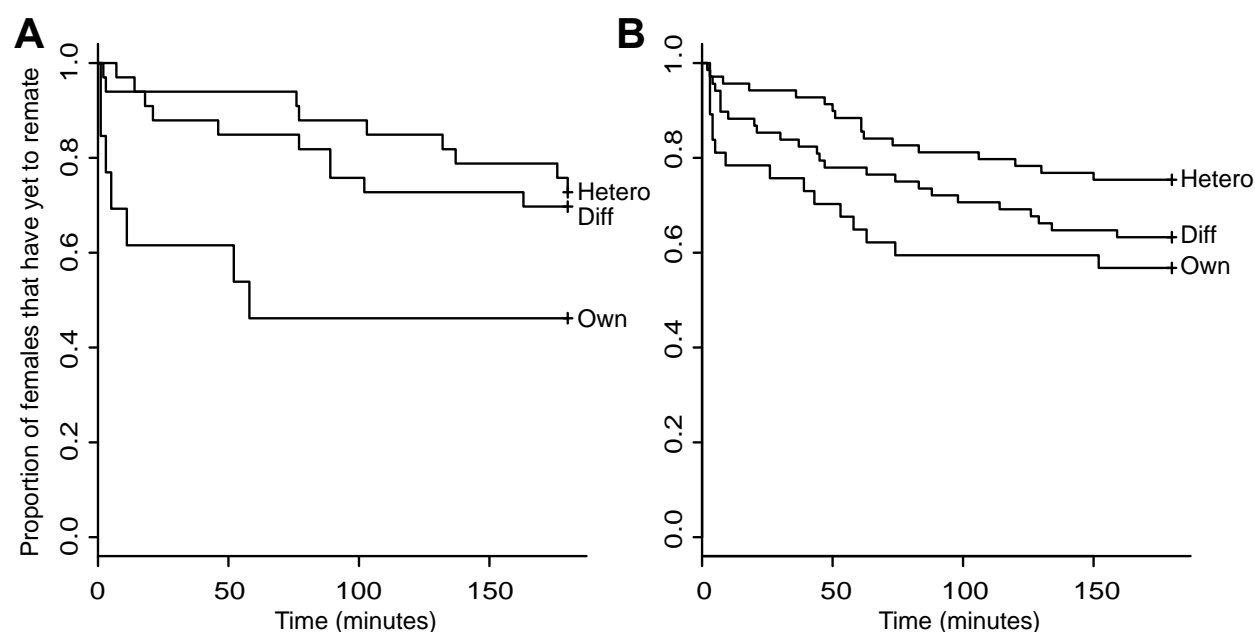 A
Proportion of females that have yet to remate
1.0
0.8
0.6
0.4
0.2
0.0
Hetero
Diff
Own
0 50 100 150
Time (minutes)
B
1.0
0.8
0.6
0.4
0.2
0.0
Hetero
Diff
Own
0 50 100 150
Time (minutes)